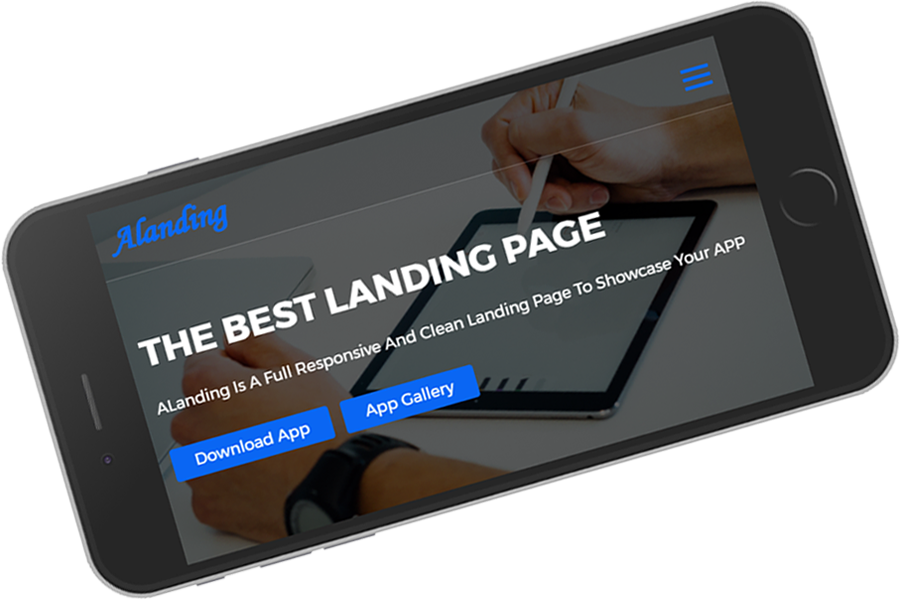 Alanding
THE BEST LANDING PAGE
ALanding Is A Full Responsive And Clean Landing Page To Showcase Your APP
Download App
App Gallery